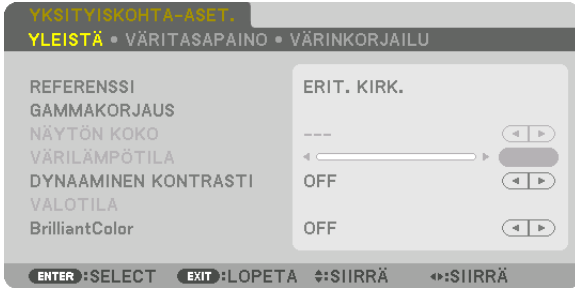 YKSITYISKOHTA-ASET.
YLEISTÄ • VÄRITASAPAINO • VÄRINKORJAILU
REFERENSSI ERIT. KIRK.
GAMMAKORJAUS
NÄYTÖN KOKO ---
VÄRILÄMPÖTILA
DYNAAMINEN KONTRASTI OFF
VALOTILA
BrilliantColor OFF
ENTER :SELECT EXIT :LOPETA :SIIRRÄ :SIIRRÄ